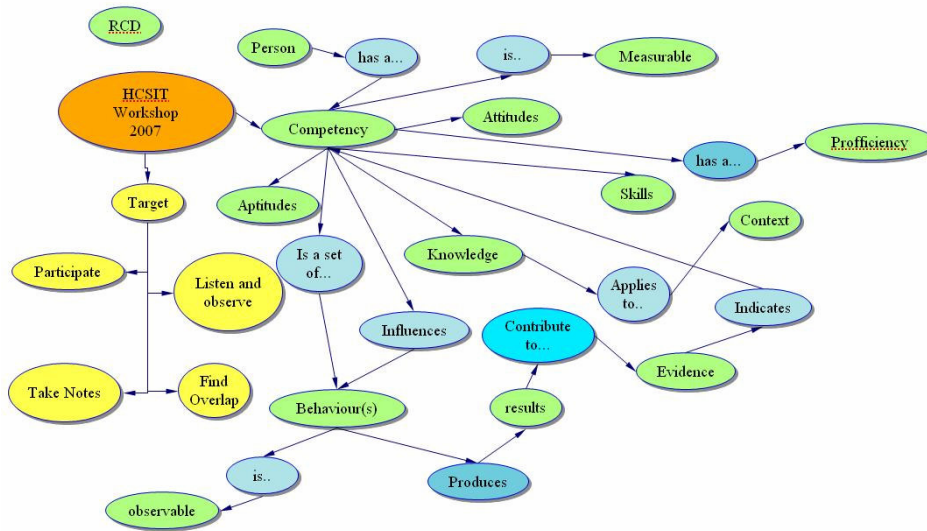 RCD
Person
has a...
is..
Measurable
HCSIT
Workshop
2007
Competency
Attitudes
has a...
Profficiency
Target
Aptitudes
Skills
Context
Is a set
of...
Knowledge
Participate
Listen and
observe
Applies
to..
Indicates
Influences
Contribute
to...
Evidence
Take Notes
Find
Overlap
Behaviour(s)
results
is..
Produces
observable